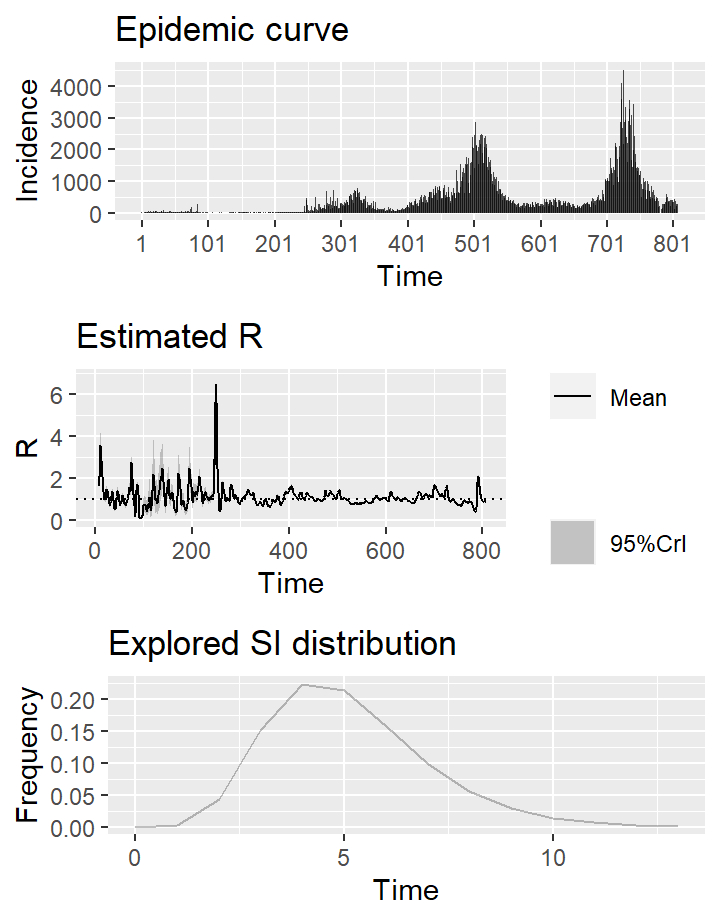 Epidemic curve
Incidence
4000
3000
2000
1000
0
1 101 201 301 401 501 601 701 801
Time
Estimated R
R
6
4
2
0
0 200 400 600 800
Time
Mean
95%CrI
Explored SI distribution
Frequency
0.20
0.15
0.10
0.05
0.00
0 5 10
Time